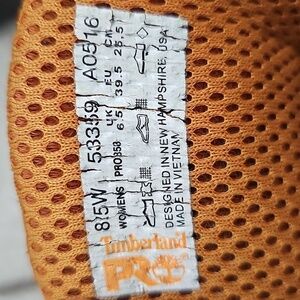 8.5W 53359 A0516
UK EU CM
WOMENS PRO853 6.5 39.5 25,5
DESIGNED IN NEW HAMPSHIRE, USA
MADE IN VIETNAM
Timberland
PRO